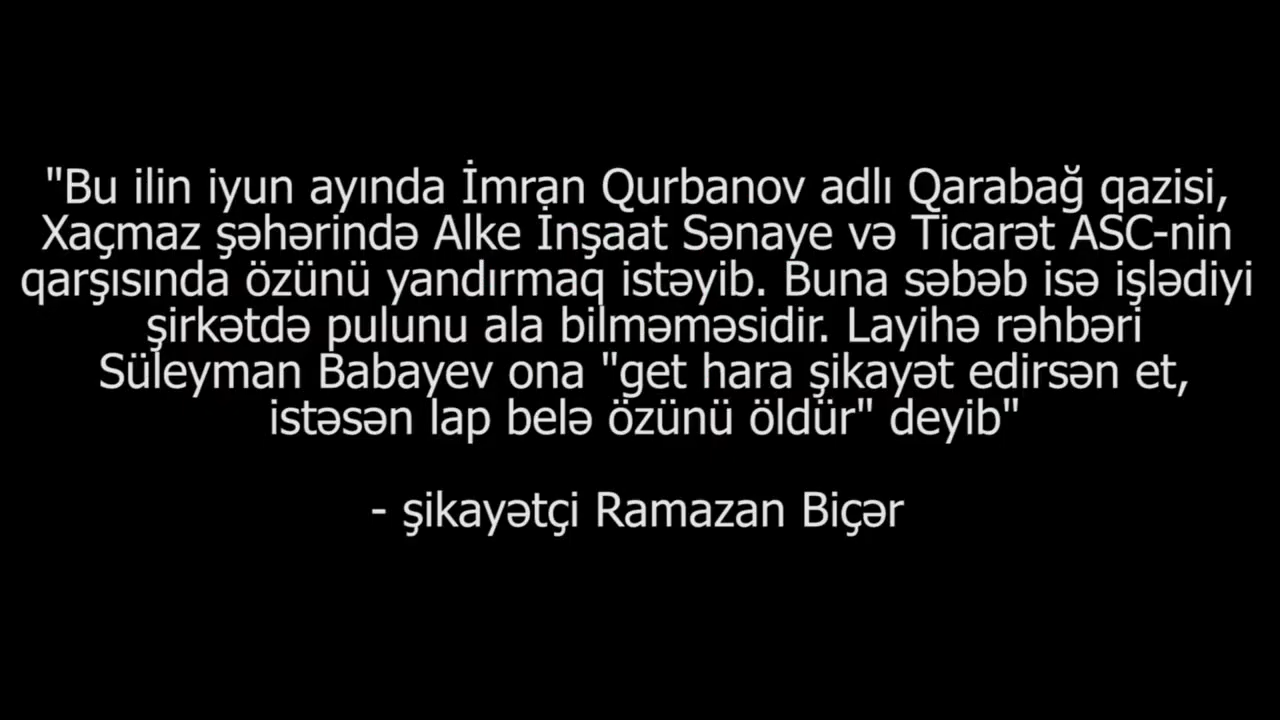 "Bu ilin iyun ayında İmran Qurbanov adlı Qarabağ qazisi,
Xaçmaz şəhərində Alke İnşaat Sənaye və Ticarət ASC-nin
qarşısında özünü yandırmaq istəyib. Buna səbəb isə işlədiyi
şirkətdə pulunu ala bilməməsidir. Layihə rəhbəri
Süleyman Babayev ona "get hara şikayət edirsən et,
istəsən lap belə özünü öldür" deyib"
- şikayətçi Ramazan Biçər